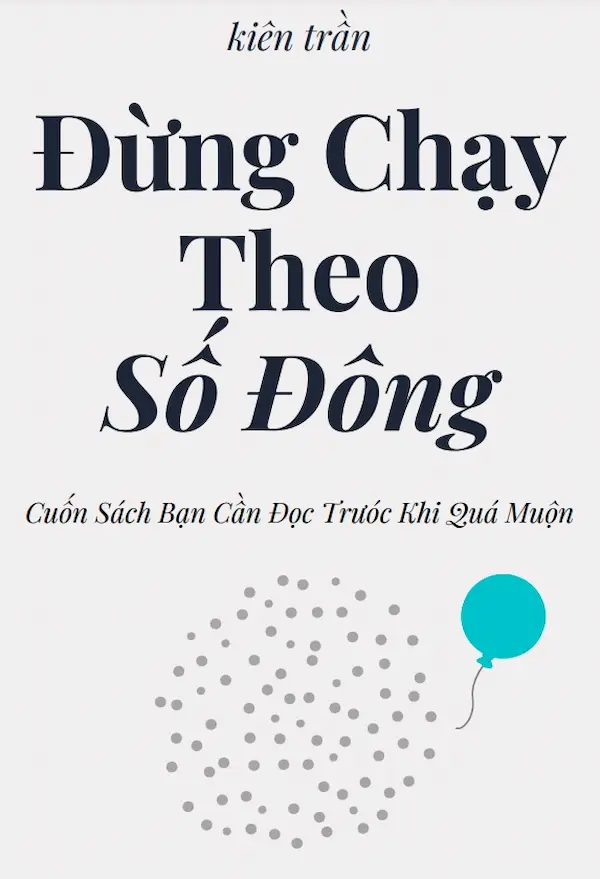 kiên trần
Đừng Chạy
Theo
Số Đông
Cuốn Sách Bạn Cần Đọc Trước Khi Quá Muộn